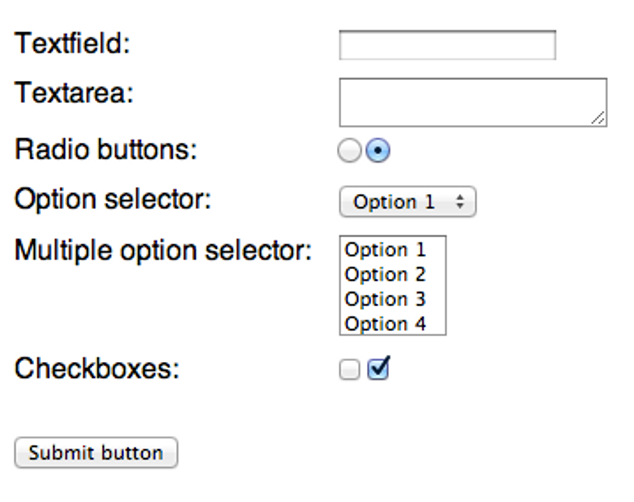 Textfield:
Textarea:
Radio buttons:
Option selector: Option 1
Multiple option selector: Option 1
Option 2
Option 3
Option 4
Checkboxes:
Submit button